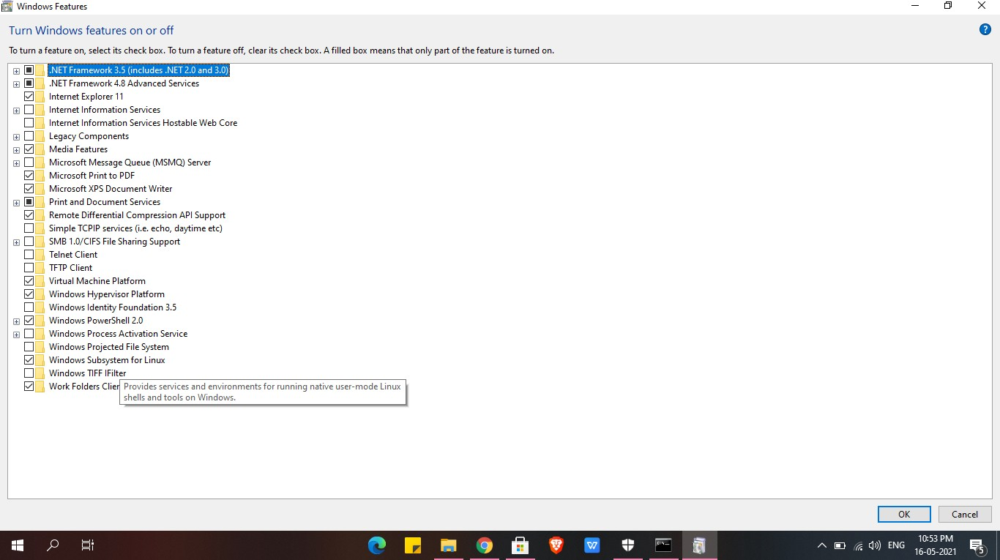 Windows Features
Turn Windows features on or off
?
To turn a feature on, select its check box. To turn a feature off, clear its check box. A filled box means that only part of the feature is turned on.
.NET Framework 3.5 (includes .NET 2.0 and 3.0)
.NET Framework 4.8 Advanced Services
Internet Explorer 11
Internet Information Services
Internet Information Services Hostable Web Core
Legacy Components
Media Features
Microsoft Message Queue (MSMQ) Server
Microsoft Print to PDF
Microsoft XPS Document Writer
Print and Document Services
Remote Differential Compression API Support
Simple TCPIP services (i.e. echo, daytime etc)
SMB 1.0/CIFS File Sharing Support
Telnet Client
TFTP Client
Virtual Machine Platform
Windows Hypervisor Platform
Windows Identity Foundation 3.5
Windows PowerShell 2.0
Windows Process Activation Service
Windows Projected File System
Windows Subsystem for Linux
Windows TIFF IFilter
Work Folders Clien
Provides services and environments for running native user-mode Linux
shells and tools on Windows.
OK
Cancel
W
ENG
10:53 PM
16-05-2021
5